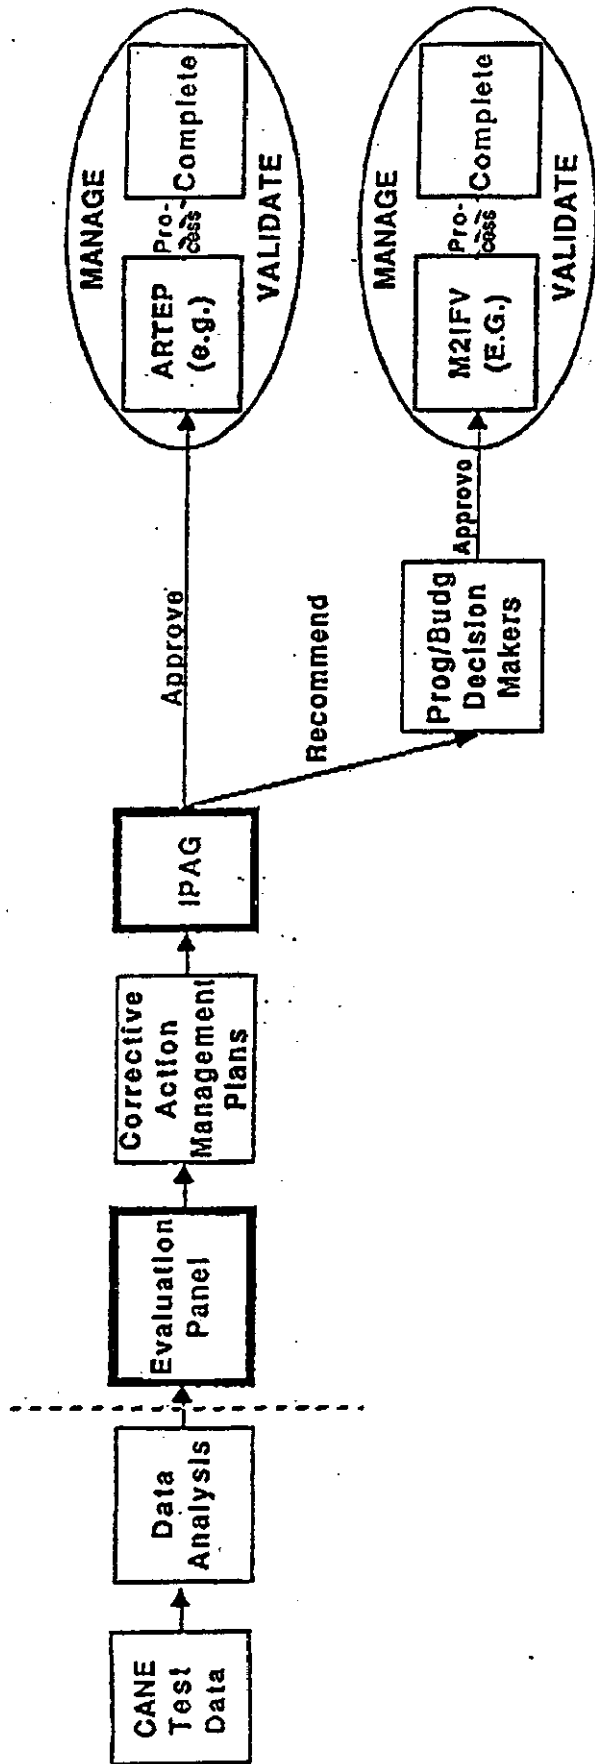 CANE
Test
Data
Data
Analysis
Evaluation
Panel
Corrective
Action
Management
Plans
IPAG
Approve
Recommend
Prog/Budg
Decision
Makers
Approve
MANAGE
ARTEP
(e.g.)
Pro-
cess
Complete
VALIDATE
MANAGE
M2IFV
(E.G.)
Pro-
cess
Complete
VALIDATE